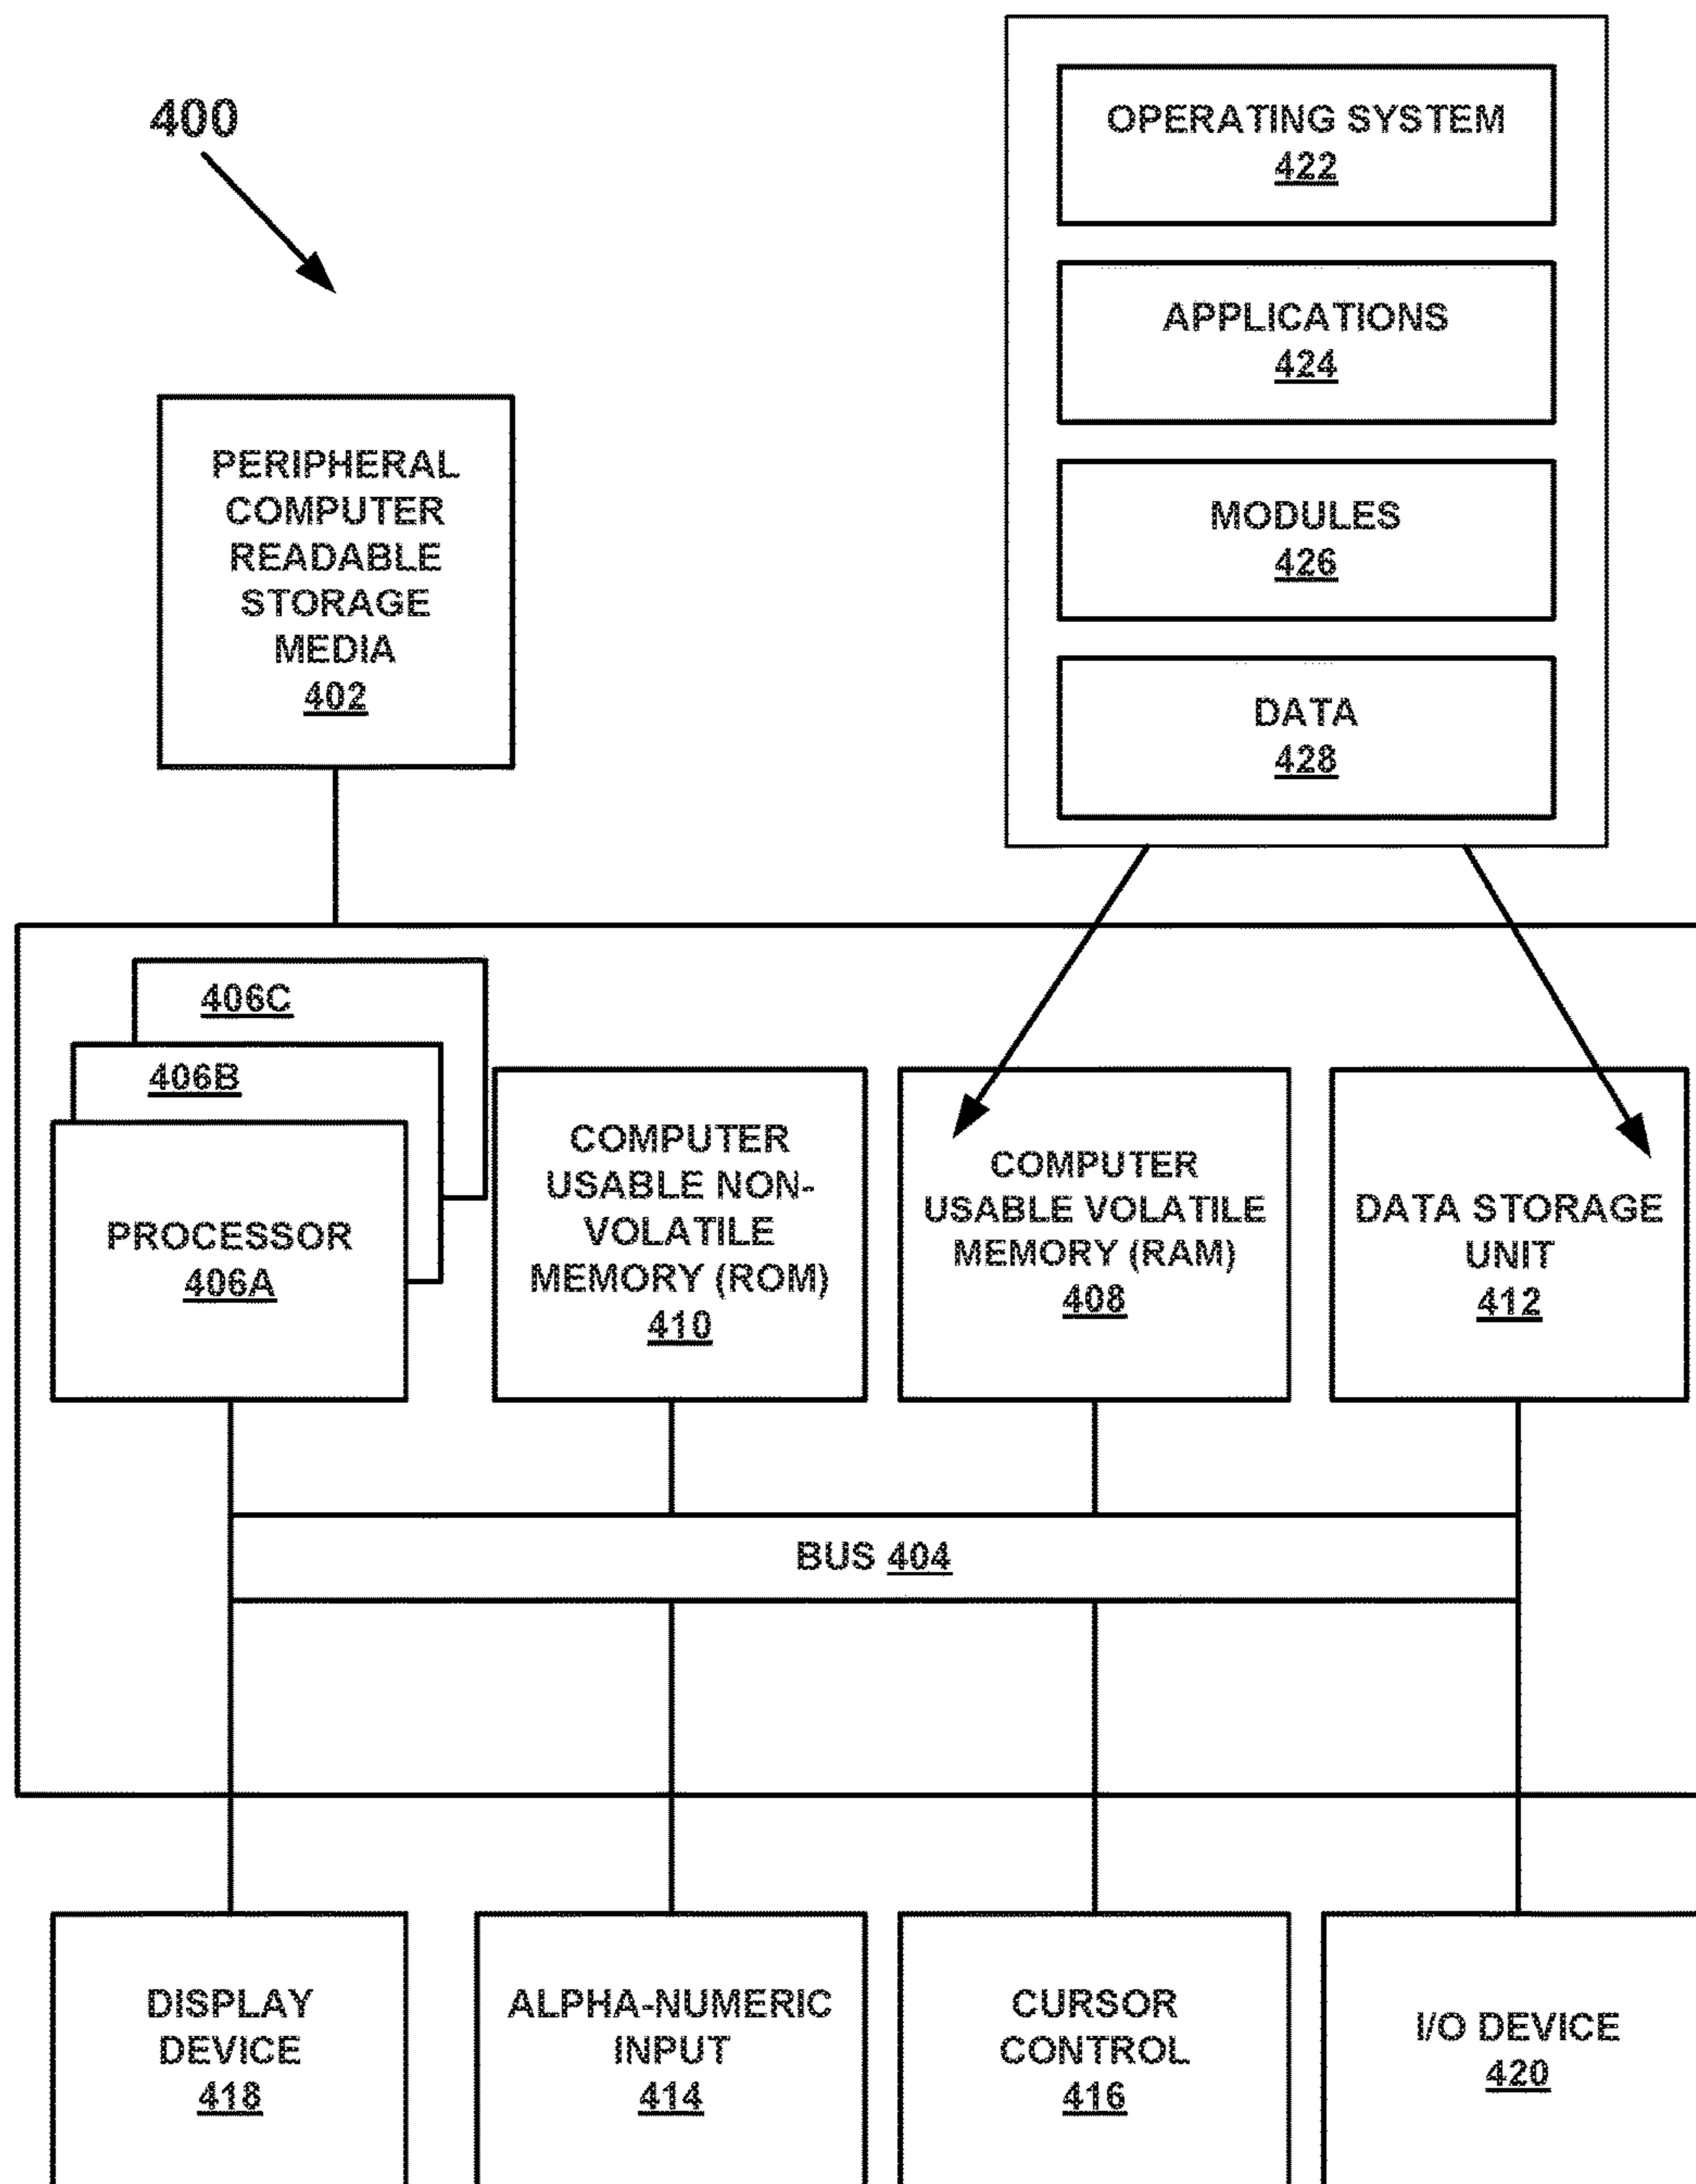 400
OPERATING SYSTEM
422
APPLICATIONS
424
MODULES
426
DATA
428
PERIPHERAL
COMPUTER
READABLE
STORAGE
MEDIA
402
406C
406B
PROCESSOR
406A
COMPUTER
USABLE NON-
VOLATILE
MEMORY (ROM)
410
COMPUTER
USABLE VOLATILE
MEMORY (RAM)
408
DATA STORAGE
UNIT
412
BUS 404
DISPLAY
DEVICE
418
ALPHA-NUMERIC
INPUT
414
CURSOR
CONTROL
416
I/O DEVICE
420